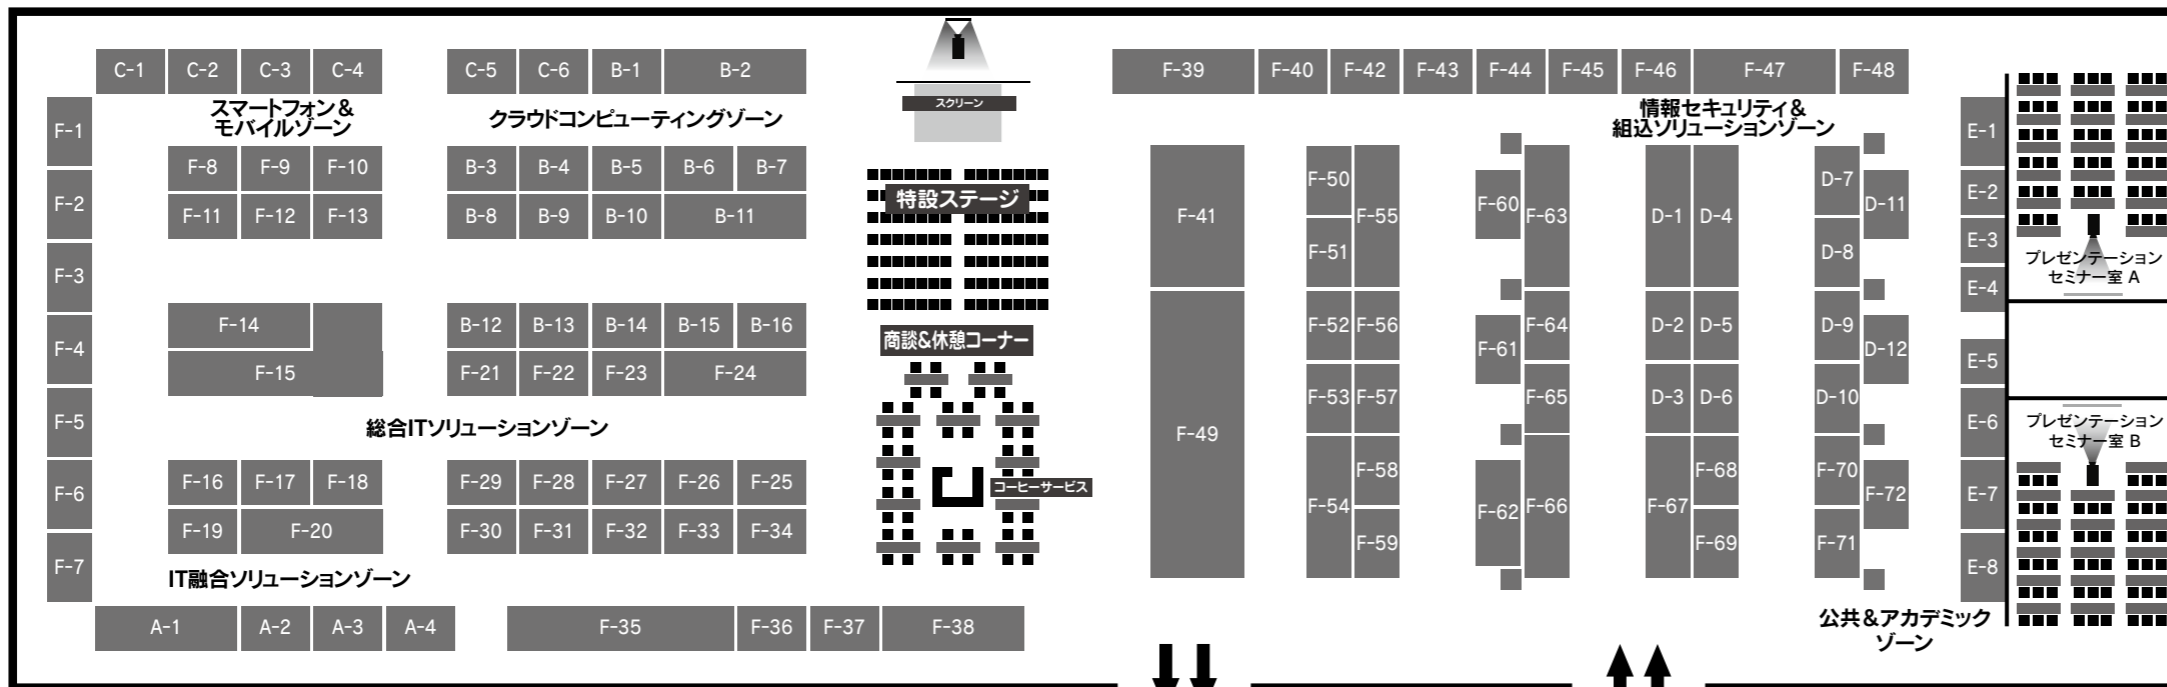 C-1 C-2 C-3 C-4 C-5 C-6 B-1 B-2
F-39 F-40 F-42 F-43 F-44 F-45 F-46 F-47 F-48
スクリーン
スマートフォン&
モバイルゾーン
クラウドコンピューティングゾーン
情報セキュリティ&
組込ソリューションゾーン
F-1
F-2
F-3
F-4
F-5
F-6
F-7
F-8 F-9 F-10
F-11 F-12 F-13
B-3 B-4 B-5 B-6 B-7
B-8 B-9 B-10 B-11
特設ステージ
F-14
F-15
B-12 B-13 B-14 B-15 B-16
F-21 F-22 F-23 F-24
商談&休憩コーナー
総合ITソリューションゾーン
F-16 F-17 F-18
F-19 F-20
F-29 F-28 F-27 F-26 F-25
F-30 F-31 F-32 F-33 F-34
コーヒーサービス
IT融合ソリューションゾーン
A-1 A-2 A-3 A-4
F-35 F-36 F-37 F-38
F-41
F-49
F-50
F-51
F-52
F-53
F-54
F-55
F-56
F-57
F-58
F-59
F-60
F-61
F-62
F-63
F-64
F-65
F-66
D-1
D-2
D-3
F-67
D-4
D-5
D-6
F-68
F-69
D-7
D-8
D-9
D-10
F-70
F-71
D-11
D-12
F-72
E-1
E-2
E-3
E-4
E-5
E-6
E-7
E-8
プレゼンテーション
セミナー室 A
プレゼンテーション
セミナー室 B
公共&アカデミック
ゾーン